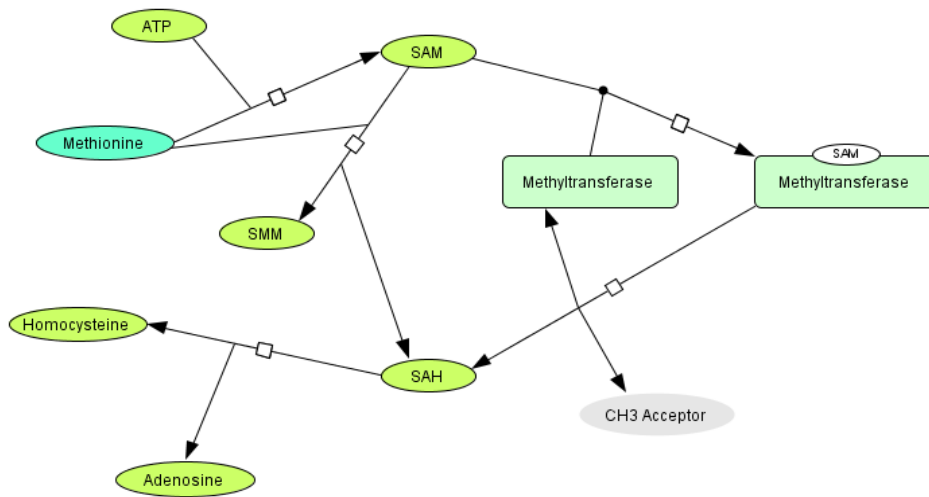 ATP
SAM
Methionine
SAM
Methyltransferase
Methyltransferase
SMM
Homocysteine
SAH
CH3 Acceptor
Adenosine